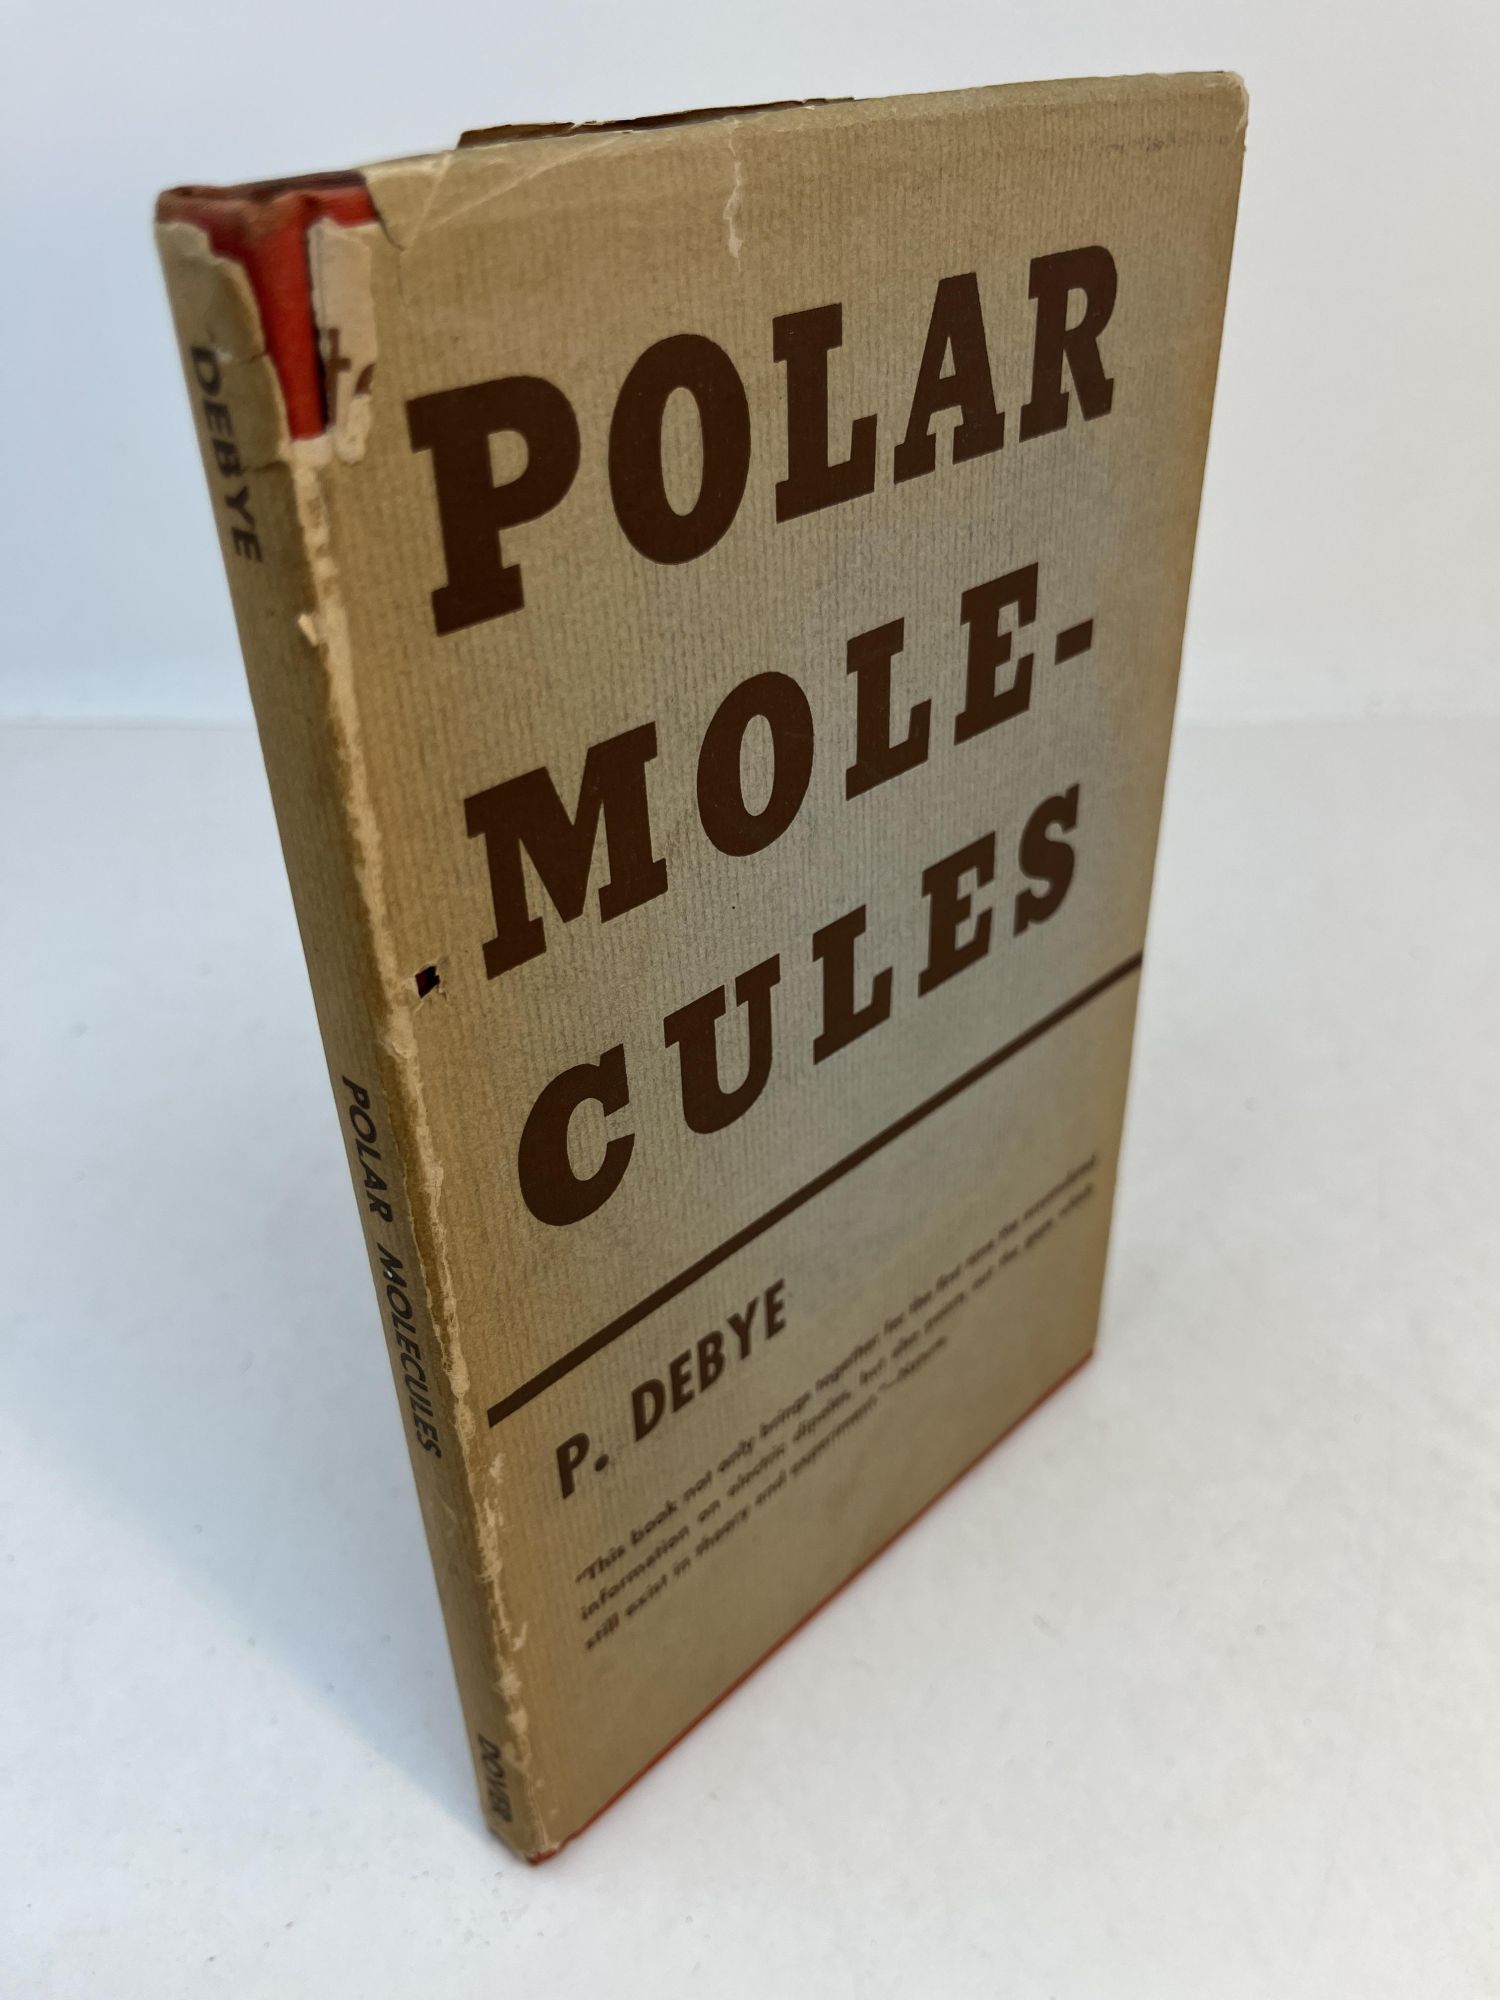 DEBYE
POLAR MOLECULES
DOVER
POLAR
MOLE-
CULES
P. DEBYE
"This book not only brings together for the first time the accumulated
information on electric dipoles, but also points out the gaps which
still exist in theory and experiment."—Nature